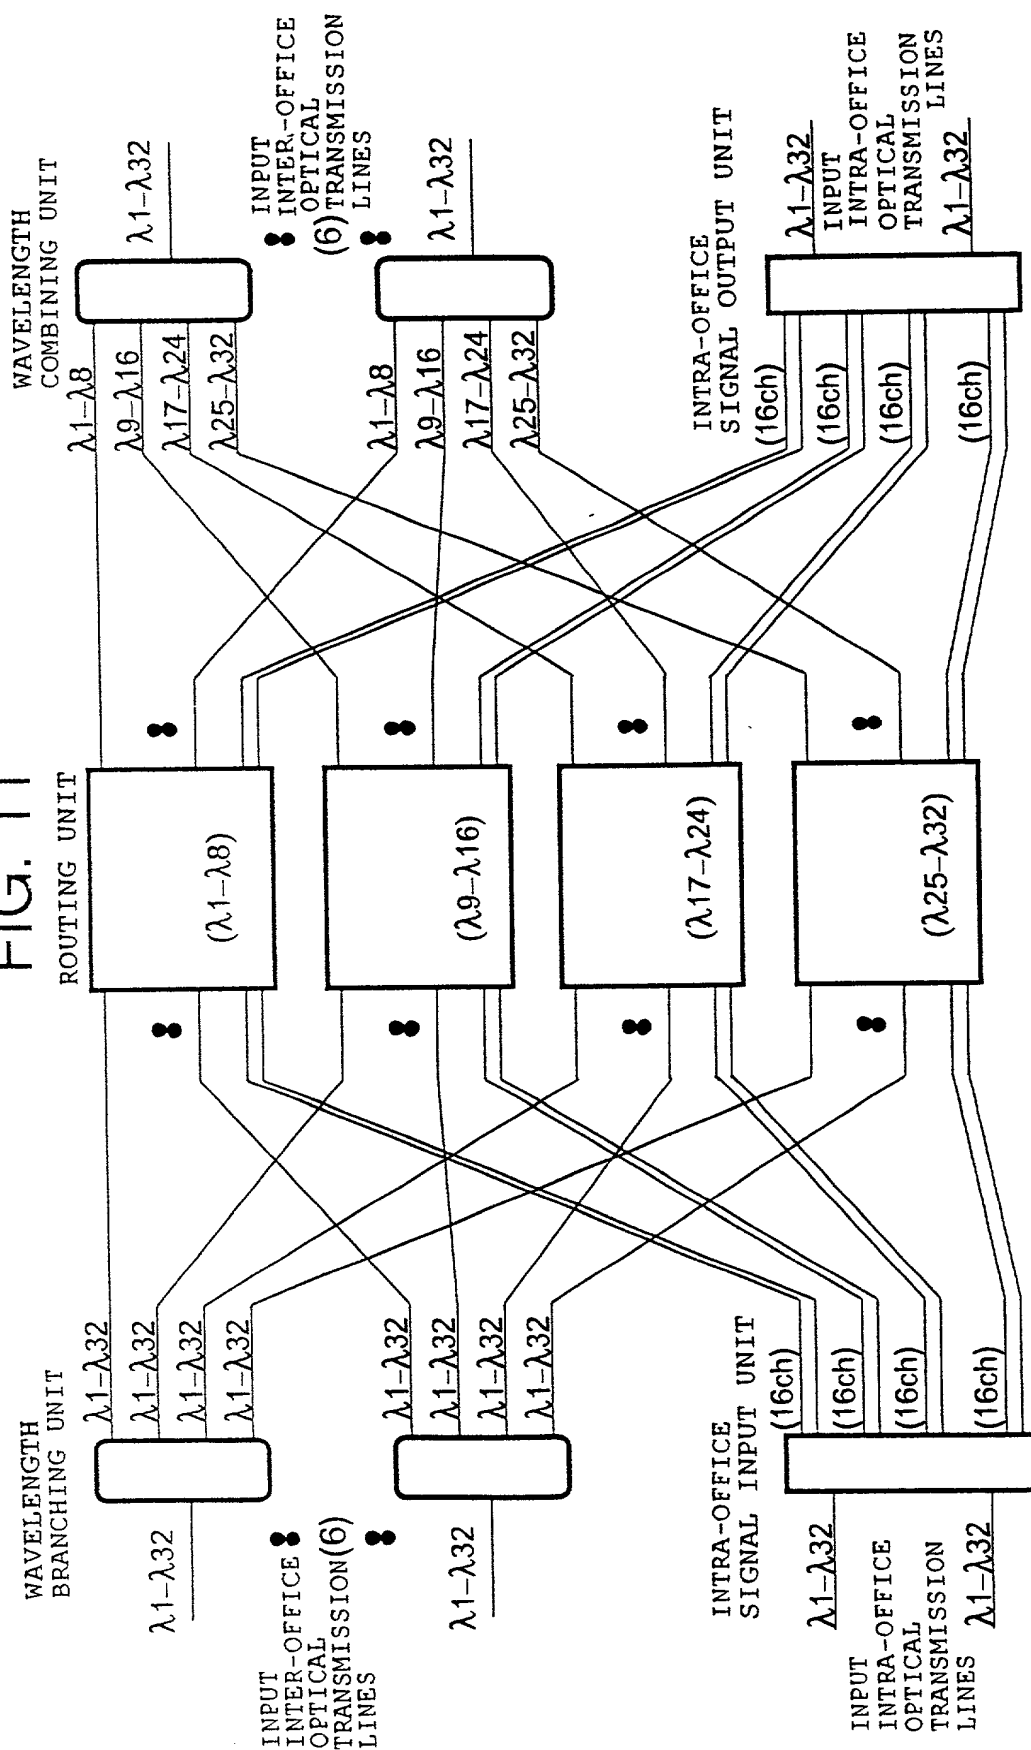 FIG. 11
WAVELENGTH
BRANCHING UNIT
λ1−λ32
λ1−λ32
λ1−λ32
λ1−λ32
λ1−λ32
INPUT
INTER-OFFICE
OPTICAL
TRANSMISSION(6)
LINES
λ1−λ32
λ1−λ32
λ1−λ32
λ1−λ32
λ1−λ32
INTRA-OFFICE
SIGNAL INPUT UNIT
(16ch)
(16ch)
(16ch)
(16ch)
λ1−λ32
INPUT
INTRA-OFFICE
OPTICAL
TRANSMISSION
LINES
λ1−λ32
ROUTING UNIT
(λ1−λ8)
(λ9−λ16)
(λ17−λ24)
(λ25−λ32)
WAVELENGTH
COMBINING UNIT
λ1−λ8
λ9−λ16
λ17−λ24
λ25−λ32
λ1−λ32
INPUT
INTER-OFFICE
OPTICAL
(6)TRANSMISSION
LINES
λ1−λ8
λ9−λ16
λ17−λ24
λ25−λ32
λ1−λ32
INTRA-OFFICE
SIGNAL OUTPUT UNIT
(16ch)
(16ch)
(16ch)
(16ch)
λ1−λ32
INPUT
INTRA-OFFICE
OPTICAL
TRANSMISSION
LINES
λ1−λ32